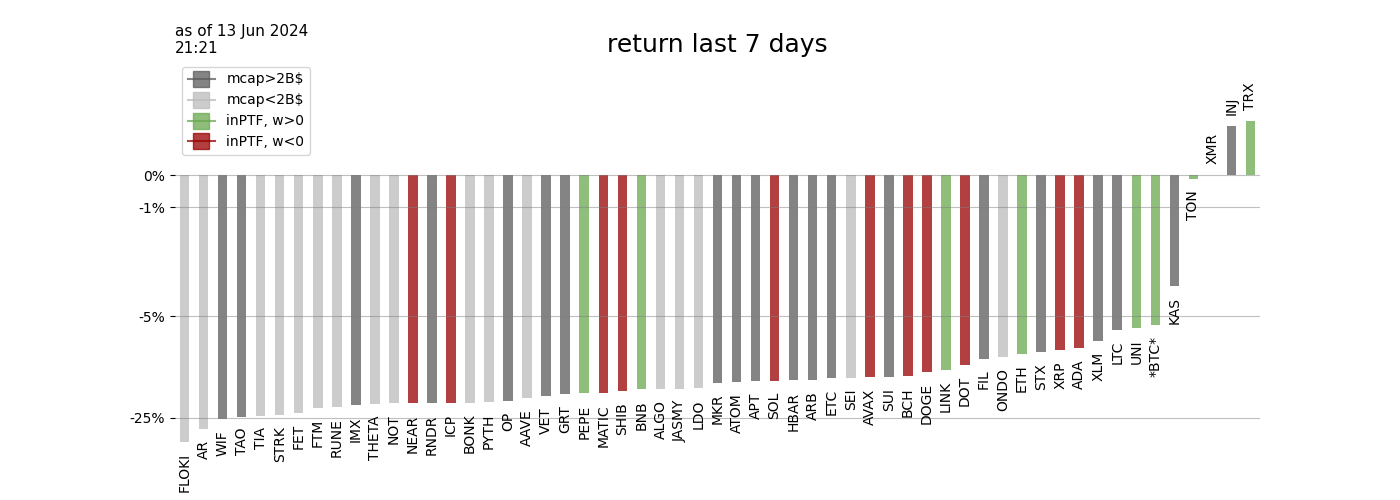 as of 13 Jun 2024
21:21
return last 7 days
mcap>2B$
mcap<2B$
inPTF, w>0
inPTF, w<0
0%
-1%
-5%
-25%
FLOKI
AR
WIF
TAO
TIA
STRK
FET
FTM
RUNE
IMX
THETA
NOT
NEAR
RNDR
ICP
BONK
PYTH
OP
AAVE
VET
GRT
PEPE
MATIC
SHIB
BNB
ALGO
JASMY
LDO
MKR
ATOM
APT
SOL
HBAR
ARB
ETC
SEI
AVAX
SUI
BCH
DOGE
LINK
DOT
FIL
ONDO
ETH
STX
XRP
ADA
XLM
LTC
UNI
*BTC*
KAS
TON
XMR
INJ
TRX